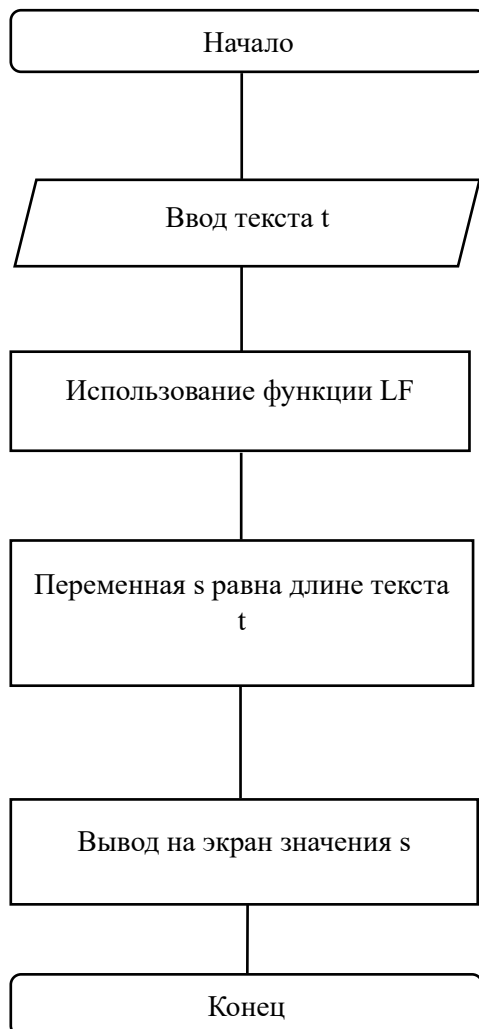 Начало
Ввод текста t
Использование функции LF
Переменная s равна длине текста
t
Вывод на экран значения s
Конец